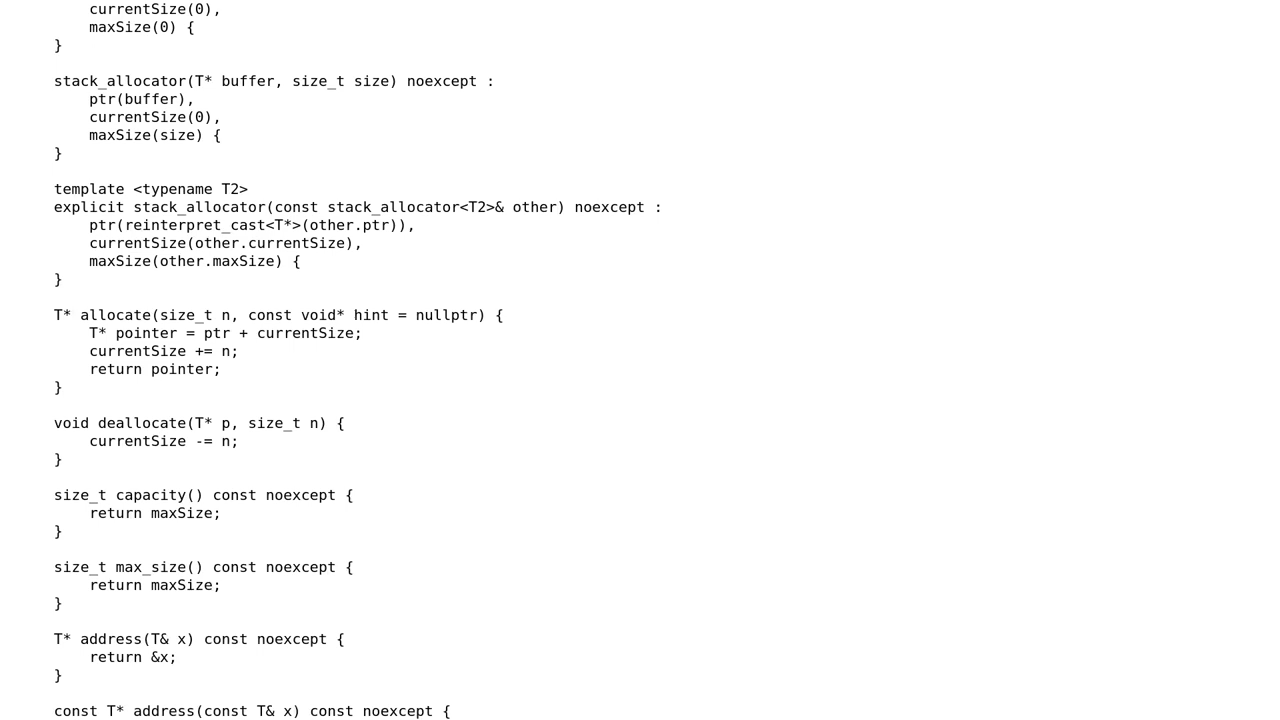 currentSize(0),
maxSize(0) {
}
stack_allocator(T* buffer, size_t size) noexcept :
ptr(buffer),
currentSize(0),
maxSize(size) {
}
template <typename T2>
explicit stack_allocator(const stack_allocator<T2>& other) noexcept :
ptr(reinterpret_cast<T*>(other.ptr)),
currentSize(other.currentSize),
maxSize(other.maxSize) {
}
T* allocate(size_t n, const void* hint = nullptr) {
T* pointer = ptr + currentSize;
currentSize += n;
return pointer;
}
void deallocate(T* p, size_t n) {
currentSize -= n;
}
size_t capacity() const noexcept {
return maxSize;
}
size_t max_size() const noexcept {
return maxSize;
}
T* address(T& x) const noexcept {
return &x;
}
const T* address(const T& x) const noexcept {